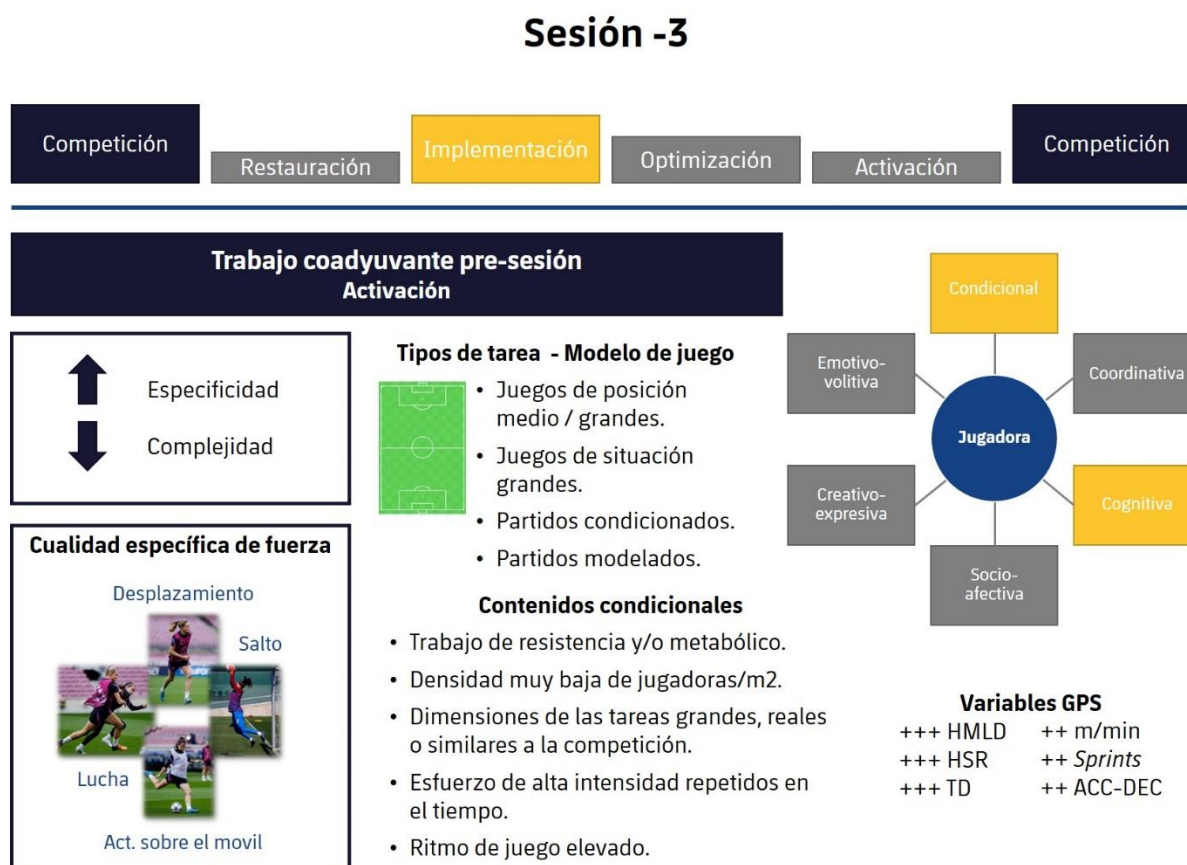 Sesión -3
Competición
Restauración
Implementación
Optimización
Activación
Competición
Trabajo coadyuvante pre-sesión
Activación
Especificidad
Complejidad
Cualidad específica de fuerza
Desplazamiento
Salto
Lucha
Act. sobre el movil
Tipos de tarea - Modelo de juego
• Juegos de posición
medio / grandes.
• Juegos de situación
grandes.
• Partidos condicionados.
• Partidos modelados.
Contenidos condicionales
• Trabajo de resistencia y/o metabólico.
• Densidad muy baja de jugadoras/m2.
• Dimensiones de las tareas grandes, reales
o similares a la competición.
• Esfuerzo de alta intensidad repetidos en
el tiempo.
• Ritmo de juego elevado.
Condicional
Emotivo-
volitiva
Coordinativa
Jugadora
Creativo-
expresiva
Cognitiva
Socio-
afectiva
Variables GPS
+++ HMLD ++ m/min
+++ HSR ++ Sprints
+++ TD ++ ACC-DEC